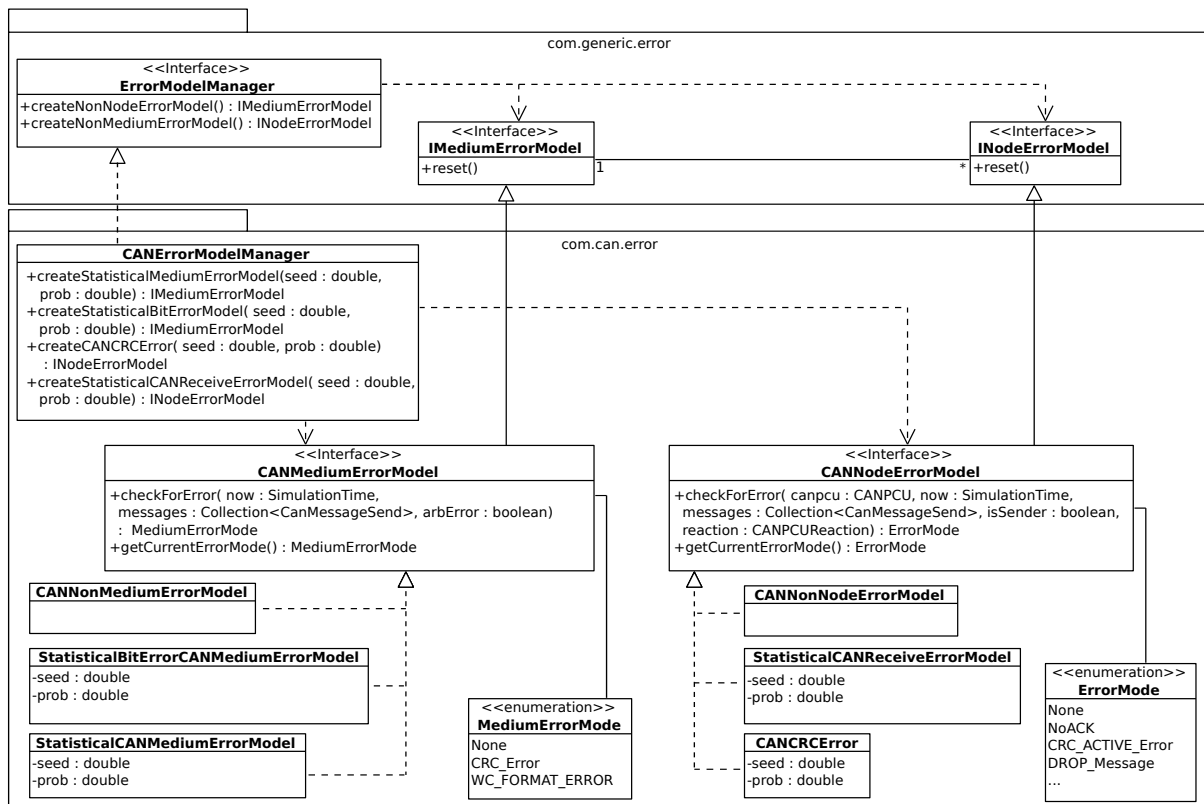 com.generic.error
<<Interface>>
ErrorModelManager
+createNonNodeErrorModel() : IMediumErrorModel
+createNonMediumErrorModel() : INodeErrorModel
<<Interface>>
IMediumErrorModel
+reset()
1
*
<<Interface>>
INodeErrorModel
+reset()
com.can.error
CANErrorModelManager
+createStatisticalMediumErrorModel(seed : double,
prob : double) : IMediumErrorModel
+createStatisticalBitErrorModel( seed : double,
prob : double) : IMediumErrorModel
+createCANCRCError( seed : double, prob : double)
: INodeErrorModel
+createStatisticalCANReceiveErrorModel( seed : double,
prob : double) : INodeErrorModel
<<Interface>>
CANMediumErrorModel
+checkForError( now : SimulationTime,
messages : Collection<CanMessageSend>, arbError : boolean)
: MediumErrorMode
+getCurrentErrorMode() : MediumErrorMode
<<Interface>>
CANNodeErrorModel
+checkForError( canpcu : CANPCU, now : SimulationTime,
messages : Collection<CanMessageSend>, isSender : boolean,
reaction : CANPCUReaction) : ErrorMode
+getCurrentErrorMode() : ErrorMode
CANNonMediumErrorModel
StatisticalBitErrorCANMediumErrorModel
-seed : double
-prob : double
StatisticalCANMediumErrorModel
-seed : double
-prob : double
<<enumeration>>
MediumErrorMode
None
CRC_Error
WC_FORMAT_ERROR
CANNonNodeErrorModel
StatisticalCANReceiveErrorModel
-seed : double
-prob : double
CANCRCError
-seed : double
-prob : double
<<enumeration>>
ErrorMode
None
NoACK
CRC_ACTIVE_Error
DROP_Message
...